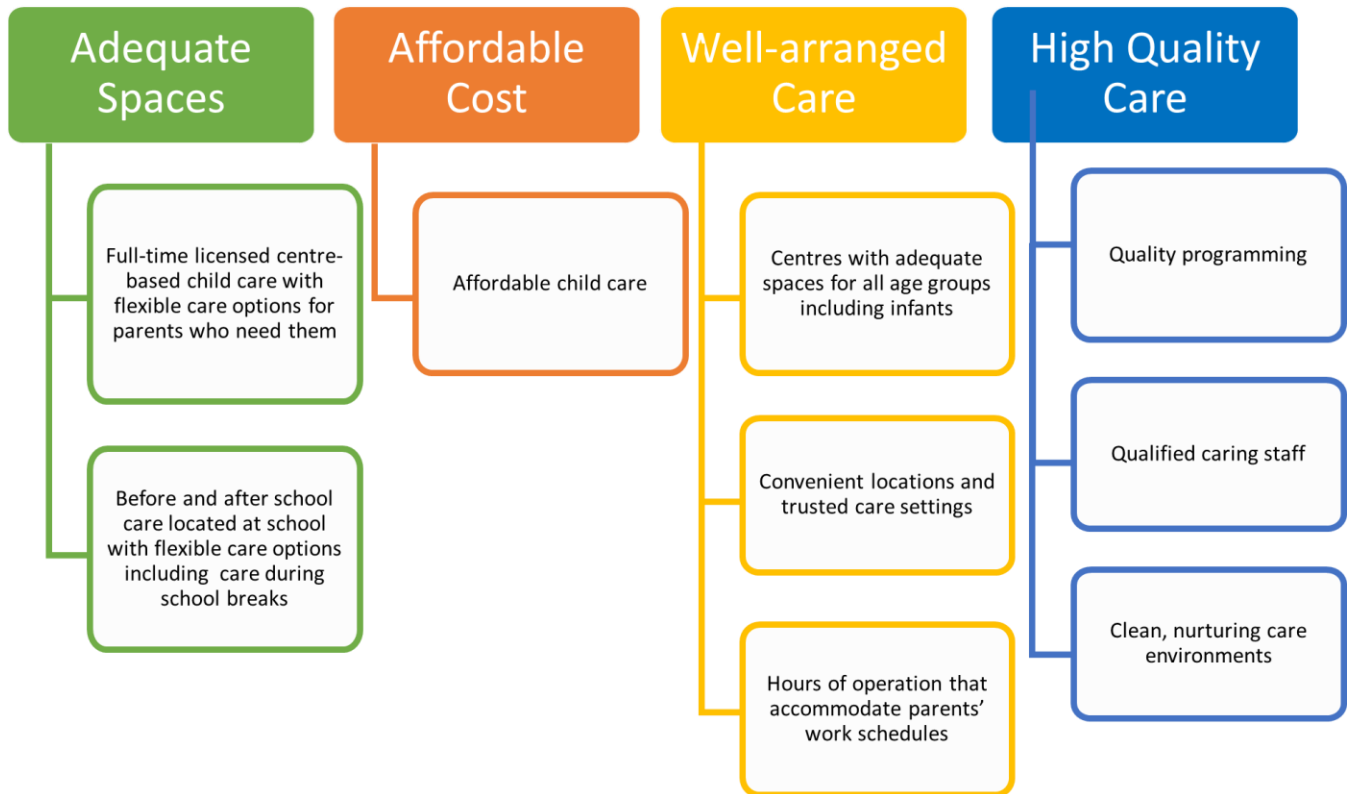 Adequate
Spaces
Full-time licensed centre-
based child care with
flexible care options for
parents who need them
Before and after school
care located at school
with flexible care options
including care during
school breaks
Affordable
Cost
Affordable child care
Well-arranged
Care
Centres with adequate
spaces for all age groups
including infants
Convenient locations and
trusted care settings
Hours of operation that
accommodate parents’
work schedules
High Quality
Care
Quality programming
Qualified caring staff
Clean, nurturing care
environments